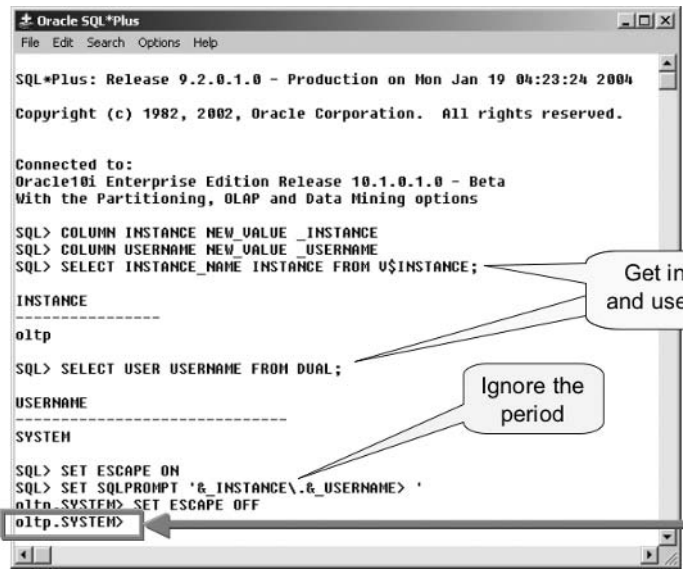 Oracle SQL*Plus
File Edit Search Options Help
SQL*Plus: Release 9.2.0.1.0 - Production on Mon Jan 19 04:23:24 2004
Copyright (c) 1982, 2002, Oracle Corporation. All rights reserved.
Connected to:
Oracle10i Enterprise Edition Release 10.1.0.1.0 - Beta
With the Partitioning, OLAP and Data Mining options
SQL> COLUMN INSTANCE NEW_VALUE _INSTANCE
SQL> COLUMN USERNAME NEW_VALUE _USERNAME
SQL> SELECT INSTANCE_NAME INSTANCE FROM V$INSTANCE;
Get in
and use
INSTANCE
----------------
oltp
SQL> SELECT USER USERNAME FROM DUAL;
Ignore the
period
USERNAME
------------------------------
SYSTEM
SQL> SET ESCAPE ON
SQL> SET SQLPROMPT '&_INSTANCE\.&_USERNAME> '
oltp.SYSTEM> SET ESCAPE OFF
oltp.SYSTEM>